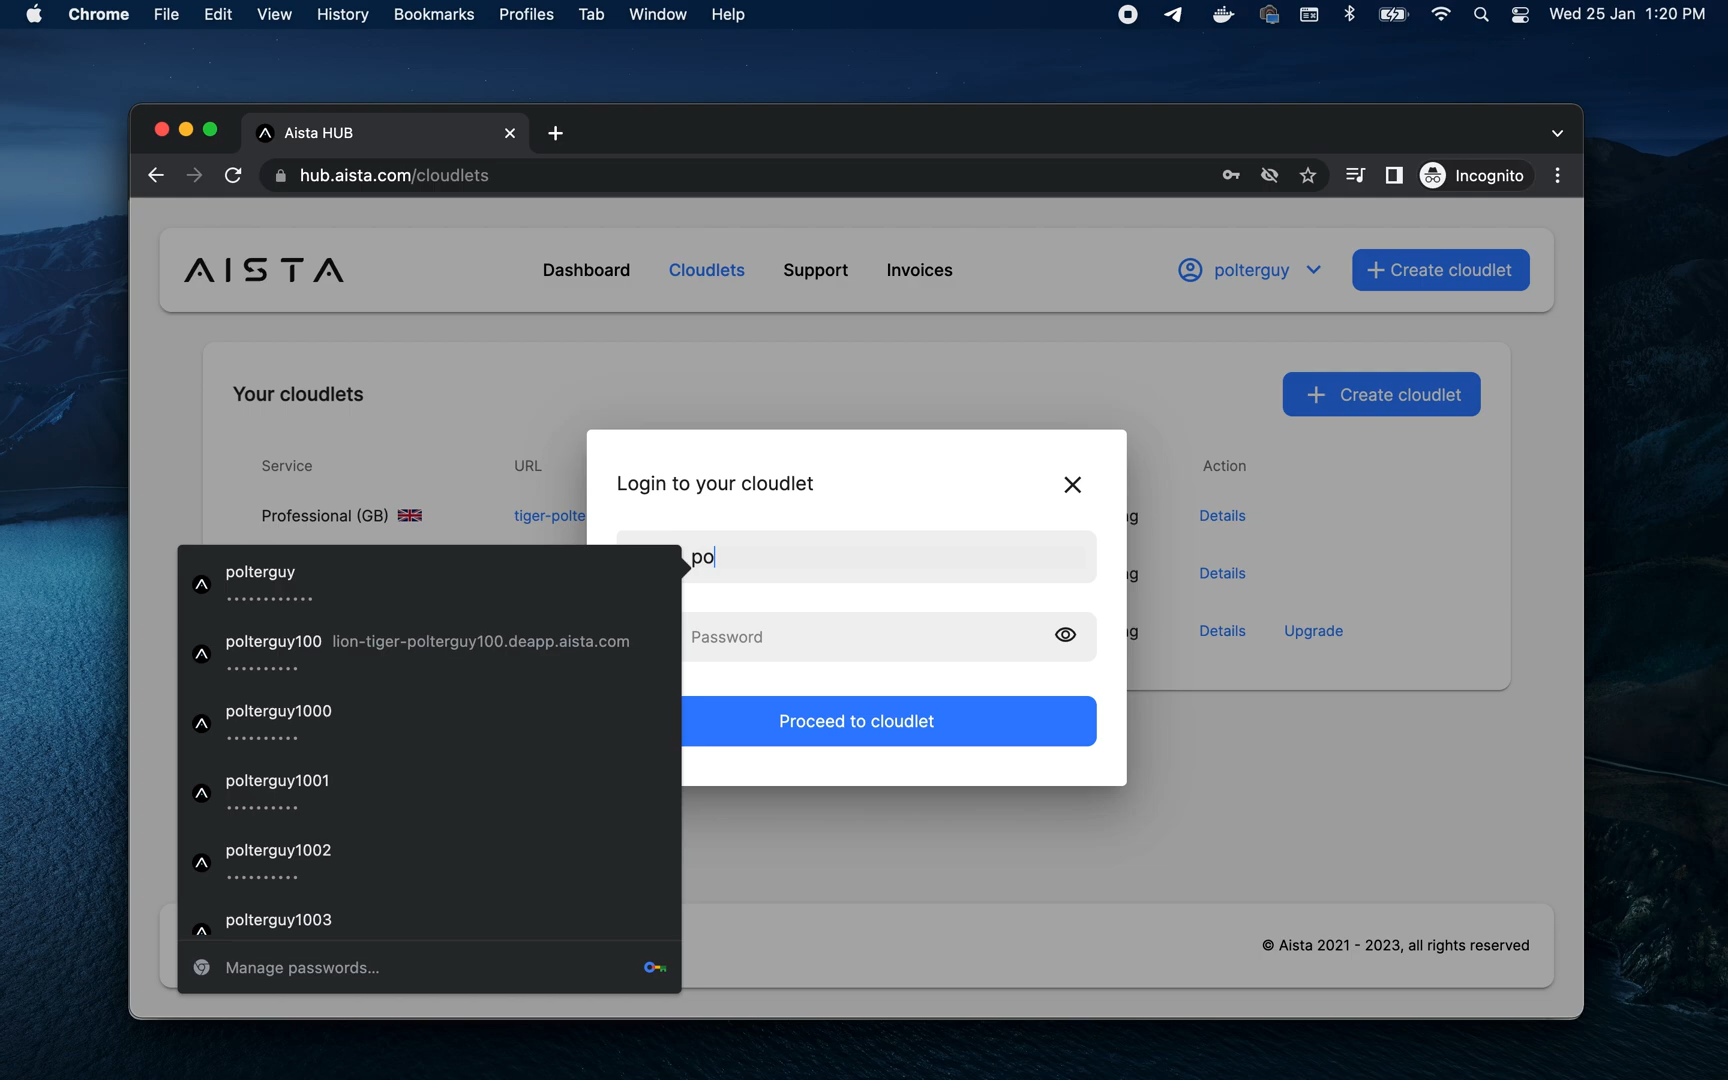 Chrome File Edit View History Bookmarks Profiles Tab Window Help Wed 25 Jan 1:20 PM
Aista HUB
hub.aista.com/cloudlets Incognito
AISTA Dashboard Cloudlets Support Invoices polterguy Create cloudlet
Your cloudlets Create cloudlet
Service URL Action
Login to your cloudlet
Professional (GB) tiger-polte g Details
po
g Details
Password
g Details Upgrade
Proceed to cloudlet
polterguy
............
polterguy100 lion-tiger-polterguy100.deapp.aista.com
..........
polterguy1000
..........
polterguy1001
..........
polterguy1002
..........
polterguy1003
Manage passwords...
© Aista 2021 - 2023, all rights reserved